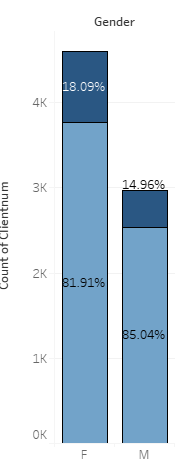 Gender
18.09%
4K
14.96%
3K
Count of Clientnum
81.91%
2K
85.04%
1K
0K
F M